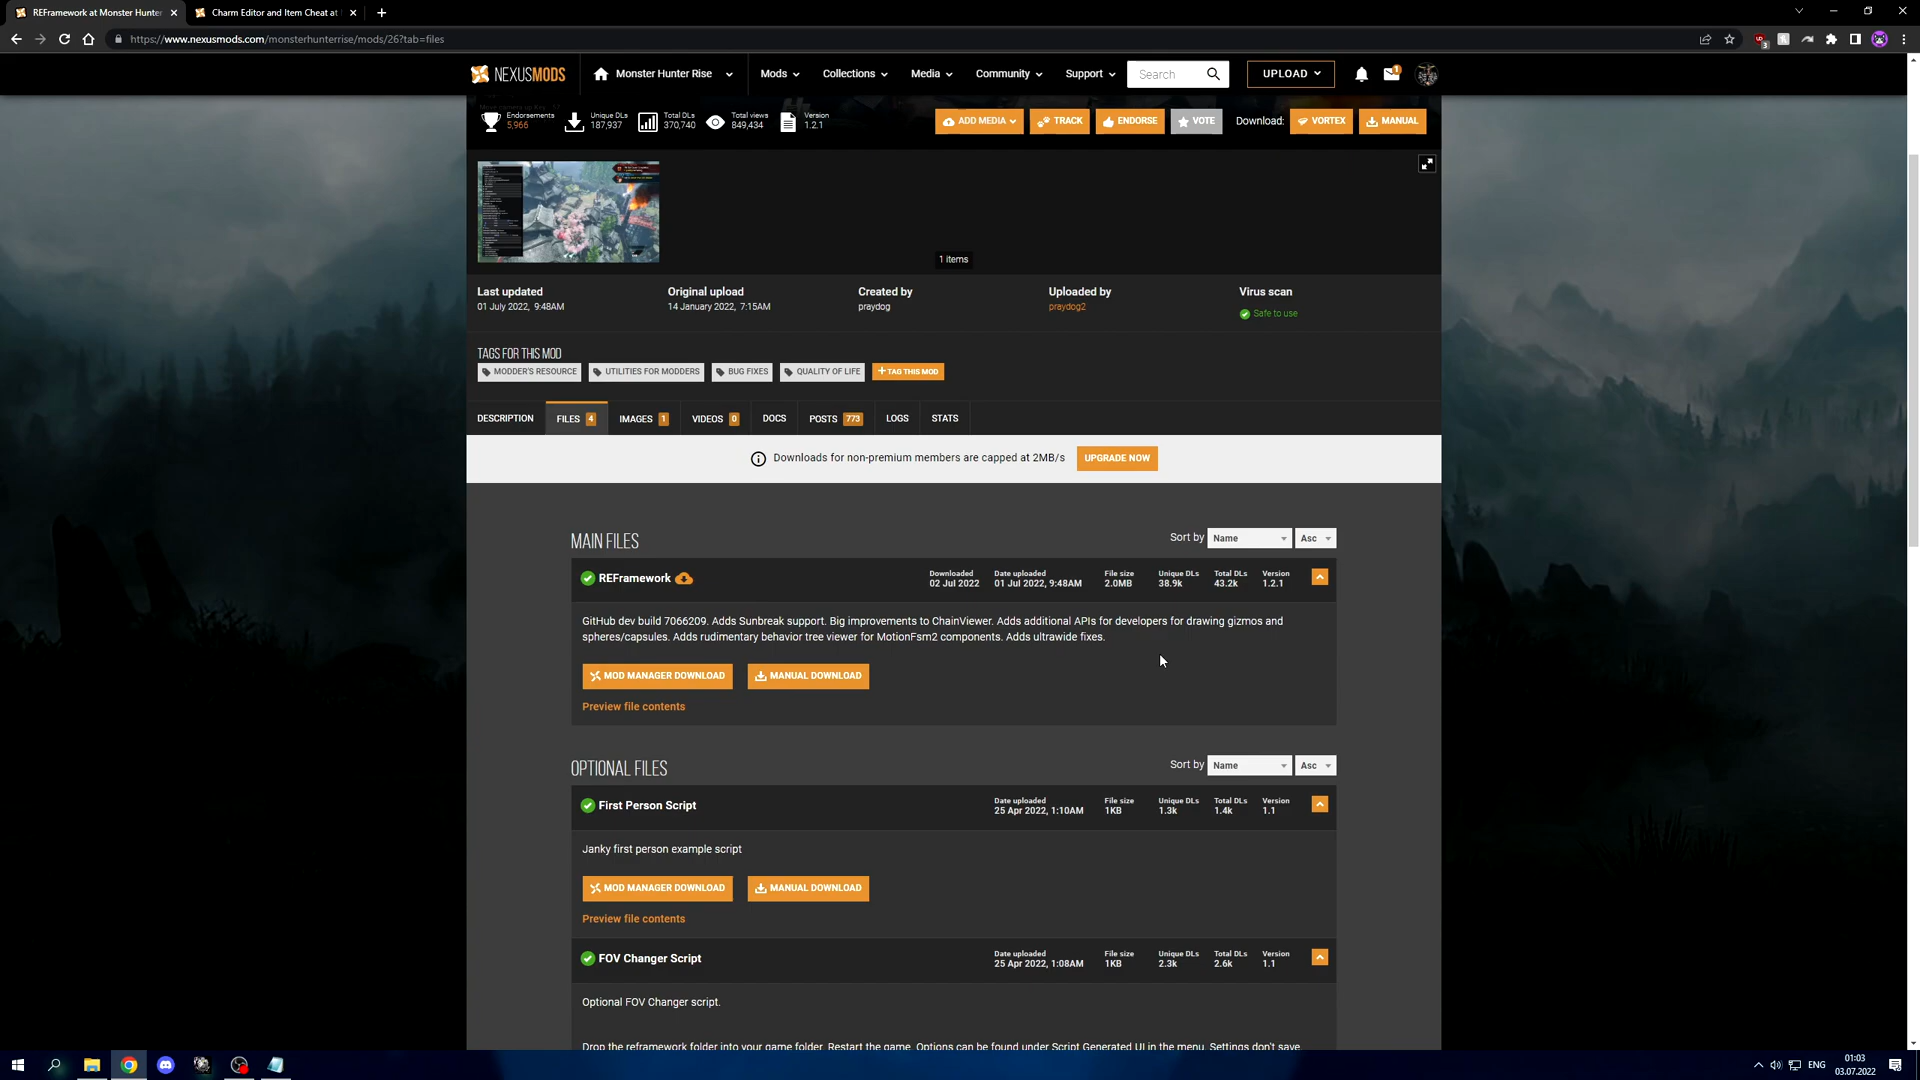 REFramework at Monster Hunter
Charm Editor and Item Cheat at
https://www.nexusmods.com/monsterhunterrise/mods/26?tab=files
3
NEXUSMODS
Monster Hunter Rise
Mods
Collections
Media
Community
Support
Search
UPLOAD
1
Endorsements
5,966
Unique DLs
187,937
Total DLs
370,740
Total views
849,434
Version
1.2.1
ADD MEDIA
TRACK
ENDORSE
VOTE
Download:
VORTEX
MANUAL
1 items
Last updated
01 July 2022, 9:48AM
Original upload
14 January 2022, 7:15AM
Created by
praydog
Uploaded by
praydog2
Virus scan
Safe to use
TAGS FOR THIS MOD
MODDER'S RESOURCE
UTILITIES FOR MODDERS
BUG FIXES
QUALITY OF LIFE
TAG THIS MOD
DESCRIPTION
FILES 4
IMAGES 1
VIDEOS 0
DOCS
POSTS 773
LOGS
STATS
Downloads for non-premium members are capped at 2MB/s
UPGRADE NOW
MAIN FILES
Sort by Name Asc
REFramework
Downloaded
02 Jul 2022
Date uploaded
01 Jul 2022, 9:48AM
File size
2.0MB
Unique DLs
38.9k
Total DLs
43.2k
Version
1.2.1
GitHub dev build 7066209. Adds Sunbreak support. Big improvements to ChainViewer. Adds additional APIs for developers for drawing gizmos and
spheres/capsules. Adds rudimentary behavior tree viewer for MotionFsm2 components. Adds ultrawide fixes.
MOD MANAGER DOWNLOAD
MANUAL DOWNLOAD
Preview file contents
OPTIONAL FILES
Sort by Name Asc
First Person Script
Date uploaded
25 Apr 2022, 1:10AM
File size
1KB
Unique DLs
1.3k
Total DLs
1.4k
Version
1.1
Janky first person example script
MOD MANAGER DOWNLOAD
MANUAL DOWNLOAD
Preview file contents
FOV Changer Script
Date uploaded
25 Apr 2022, 1:08AM
File size
1KB
Unique DLs
2.3k
Total DLs
2.6k
Version
1.1
Optional FOV Changer script.
Drop the reframework folder into your game folder. Restart the game. Options can be found under Script Generated UI in the menu. Settings don't save
ENG
01:03
03.07.2022